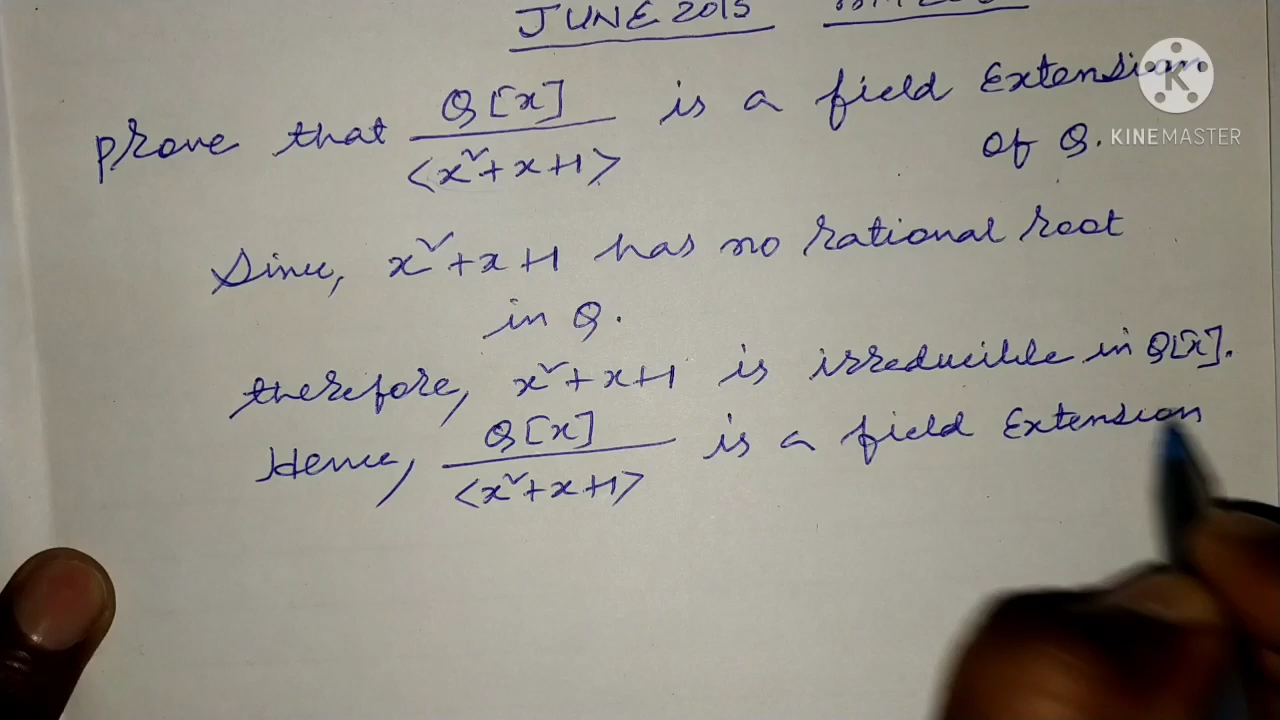 JUNE 2015
prove that Q[x] / <x²+x+1> is a field Extension
of Q.
Since, x²+x+1 has no rational root
in Q.
therefore, x²+x+1 is irreducible in Q[x].
Hence, Q[x] / <x²+x+1> is a field Extension
K
KINEMASTER